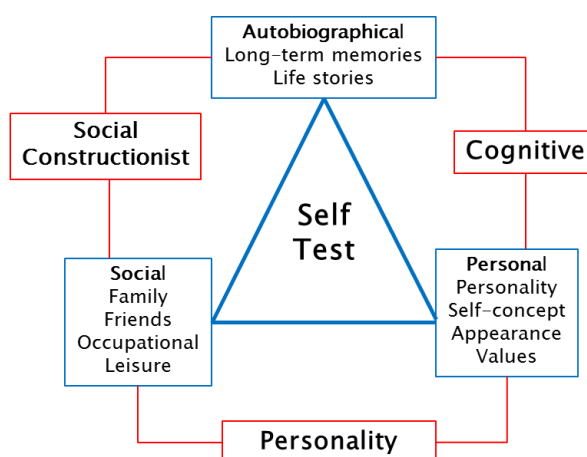 Autobiographical
Long-term memories
Life stories
Social
Constructionist
Cognitive
Self
Test
Social
Family
Friends
Occupational
Leisure
Personal
Personality
Self-concept
Appearance
Values
Personality